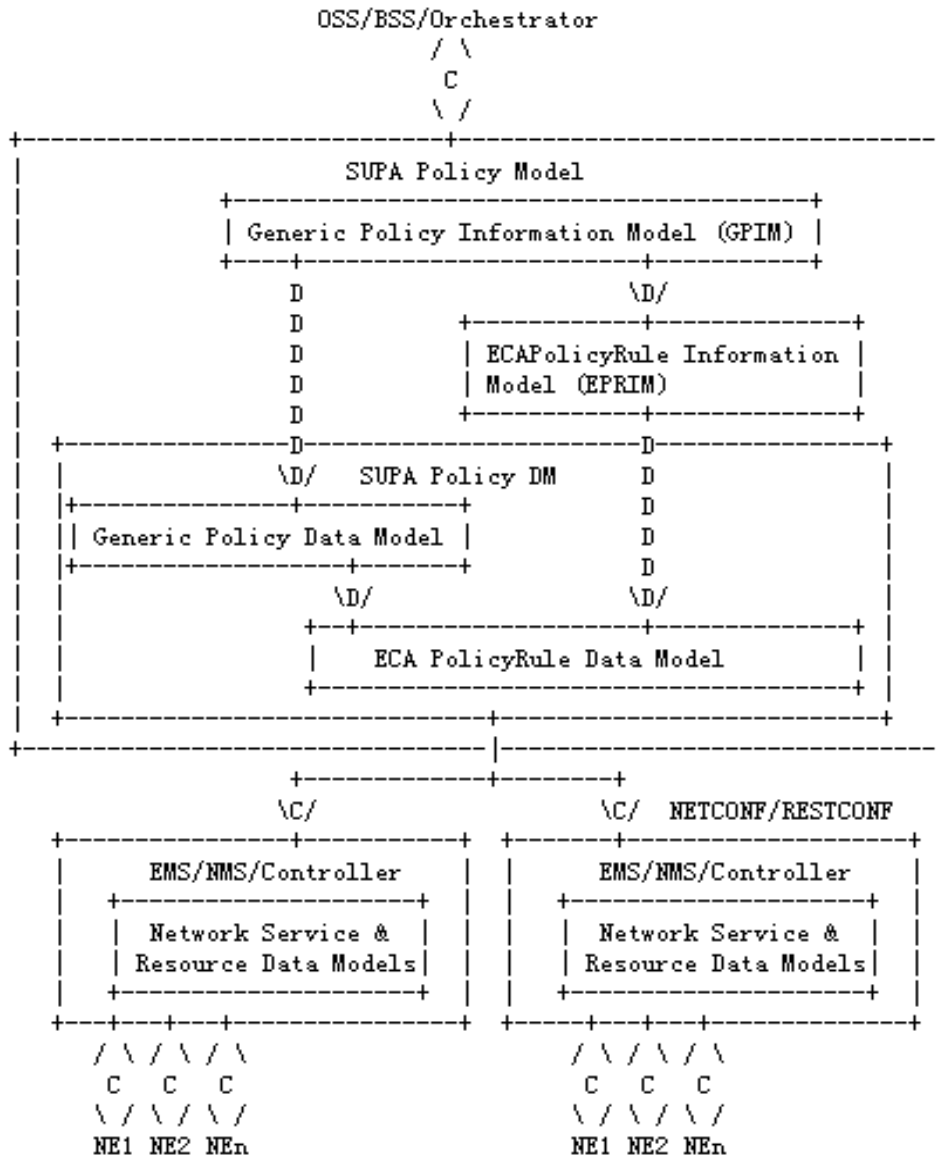 OSS/BSS/Orchestrator
/ \
C
\ /
+------------------------------+----------------------------------
SUPA Policy Model
+-----------------------------------------+
| Generic Policy Information Model (GPIM) |
+----+------------------------+-----------+
D \D/
D +------------+--------------+
D | ECAPolicyRule Information |
D | Model (EPRIM) |
D +------------+--------------+
+----------------D------------------------D----------------+
\D/ SUPA Policy DM D
+---------------+-----------+ D
| Generic Policy Data Model | D
+-------------------+-------+ D
\D/ \D/
+--+--------------------+--------------+
| ECA PolicyRule Data Model |
+--------------------------------------+
+------------------------------+---------------------------+
+---------------------------------|-------------------------------
+-------------+--------+
\C/ \C/ NETCONF/RESTCONF
+----------------+-----------+ +-------+--------------------+
| EMS/NMS/Controller | | EMS/NMS/Controller |
| +---------------------+ | | +---------------------+ |
| | Network Service & | | | | Network Service & | |
| | Resource Data Models| | | | Resource Data Models| |
| +---------------------+ | | +---------------------+ |
+---+---+---+----------------+ +-----+---+---+--------------+
/ \ / \ / \ / \ / \ / \
C C C C C C
\ / \ / \ / \ / \ / \ /
NE1 NE2 NEn NE1 NE2 NEn